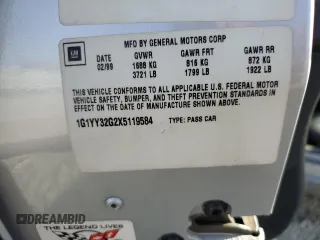 MFD BY GENERAL MOTORS CORP
GM
DATE GVWR GAWR FRT GAWR RR
02/99 1688 KG 816 KG 872 KG
3721 LB 1799 LB 1922 LB
THIS VEHICLE CONFORMS TO ALL APPLICABLE U.S. FEDERAL MOTOR
VEHICLE SAFETY, BUMPER, AND THEFT PREVENTION STANDARDS IN
EFFECT ON THE DATE OF MANUFACTURE SHOWN ABOVE.
1G1YY32G2X5119584 TYPE: PASS CAR
THE LEGEND LIVES
DREAMBID